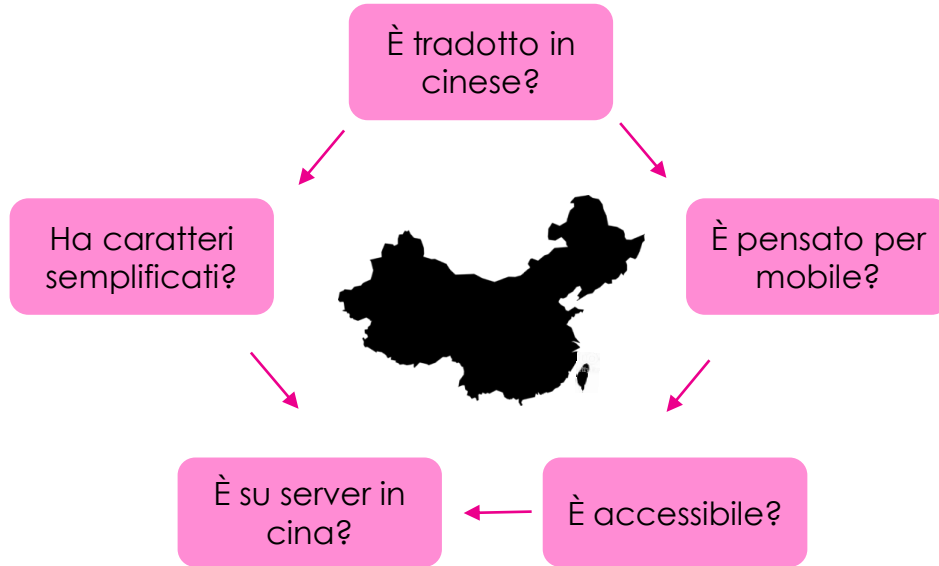 È tradotto in
cinese?
Ha caratteri
semplificati?
È pensato per
mobile?
È su server in
cina?
È accessibile?